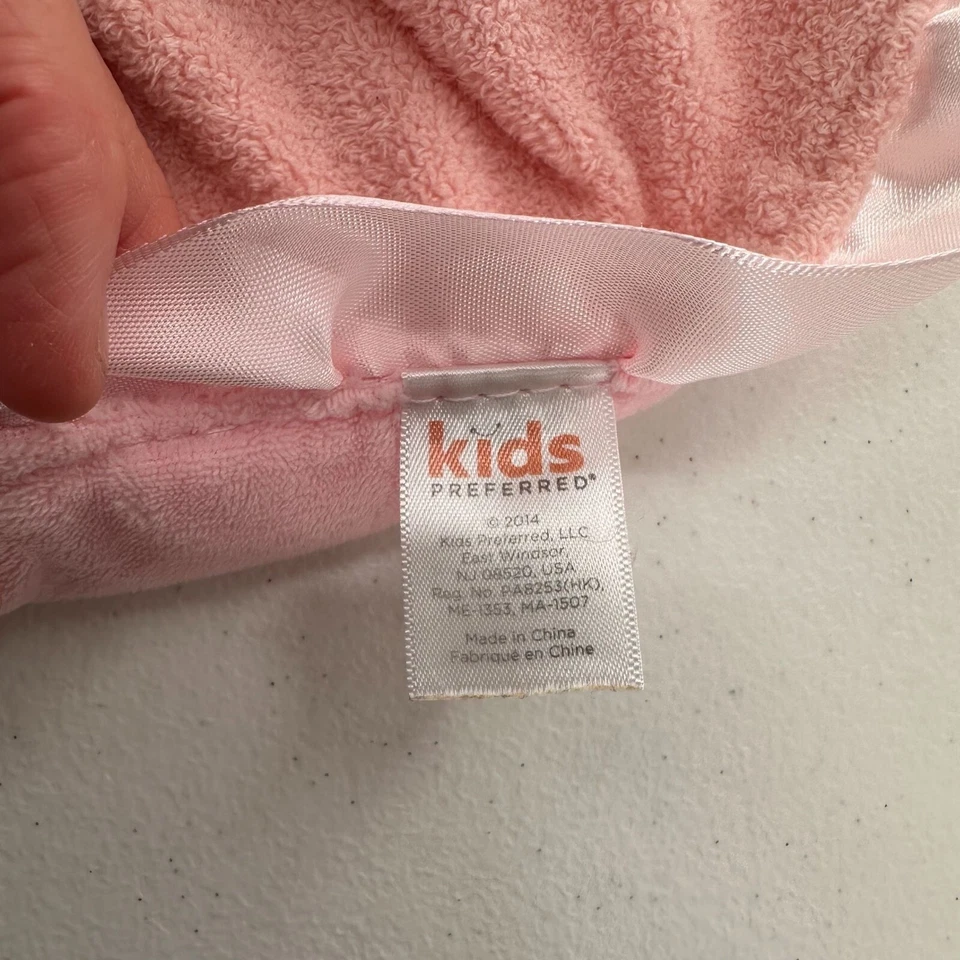 kids
PREFERRED®
© 2014
Kids Preferred, LLC
East Windsor,
NJ 08520, USA
Reg. No. PA8253(HK),
ME-1353, MA-1507
Made in China
Fabriqué en Chine